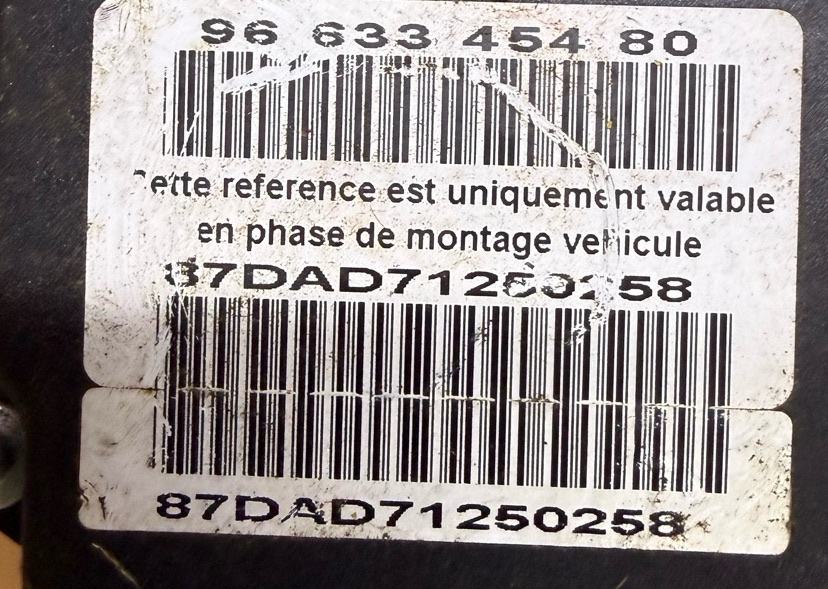 96 633 454 80
Cette reference est uniquement valable
en phase de montage vehicule
87DAD71250258
87DAD71250258